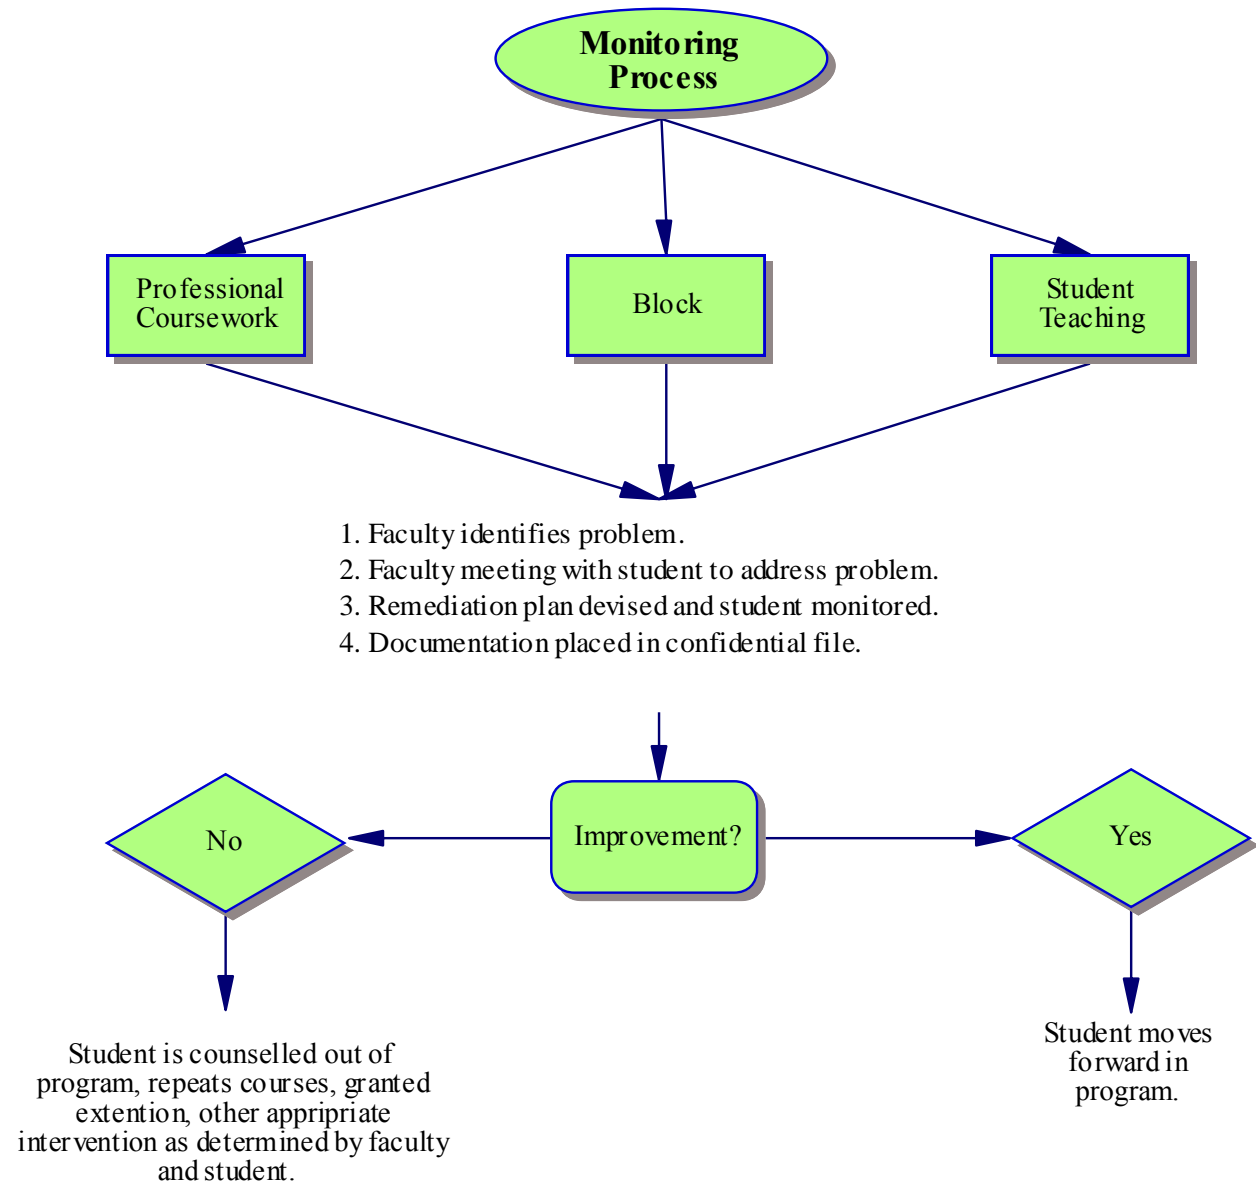 Monitoring
Process
Professional
Coursework
Block
Student
Teaching
1. Faculty identifies problem.
2. Faculty meeting with student to address problem.
3. Remediation plan devised and student monitored.
4. Documentation placed in confidential file.
No
Improvement?
Yes
Student is counselled out of
program, repeats courses, granted
extention, other appripriate
intervention as determined by faculty
and student.
Student moves
forward in
program.